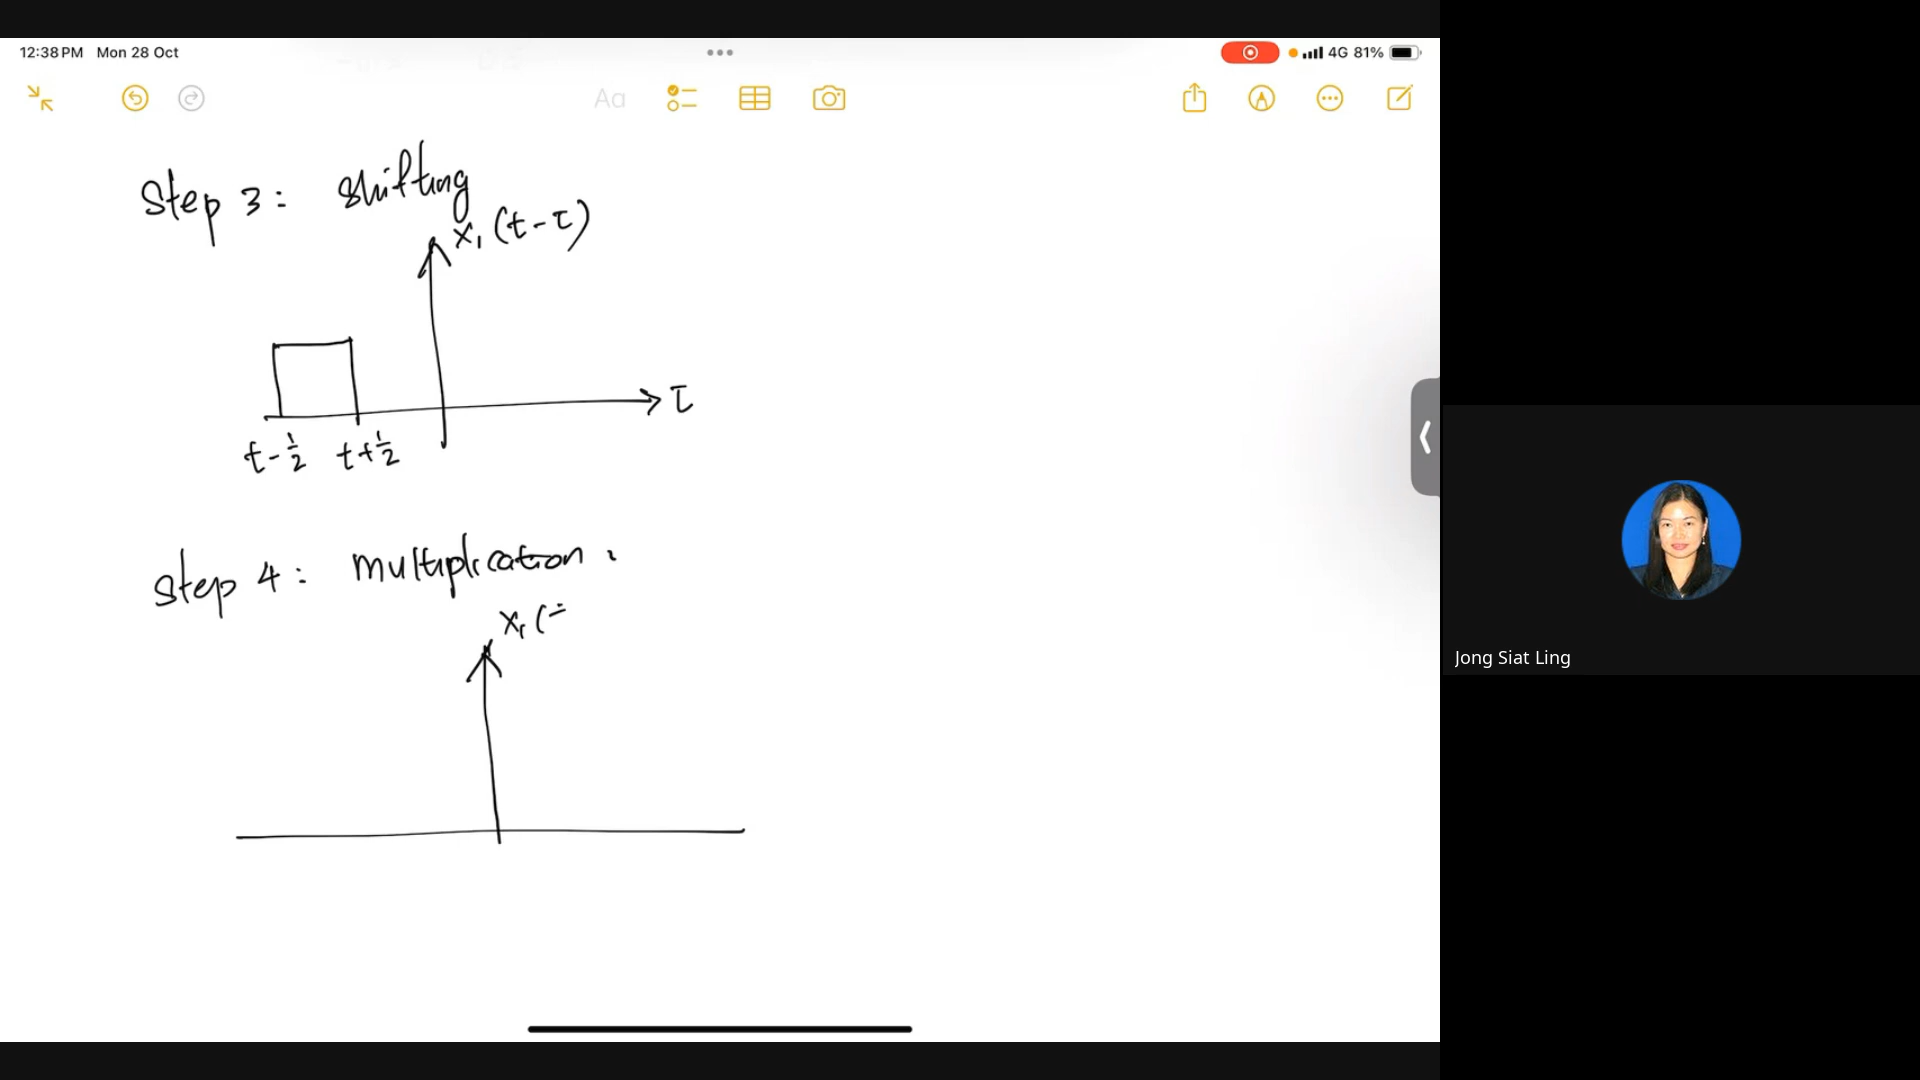 12:38 PM Mon 28 Oct
4G 81%
Aa
Step 3: shifting
x₁(t-τ)
τ
t-1/2 t+1/2
Step 4: multiplication:
x₁(
Jong Siat Ling